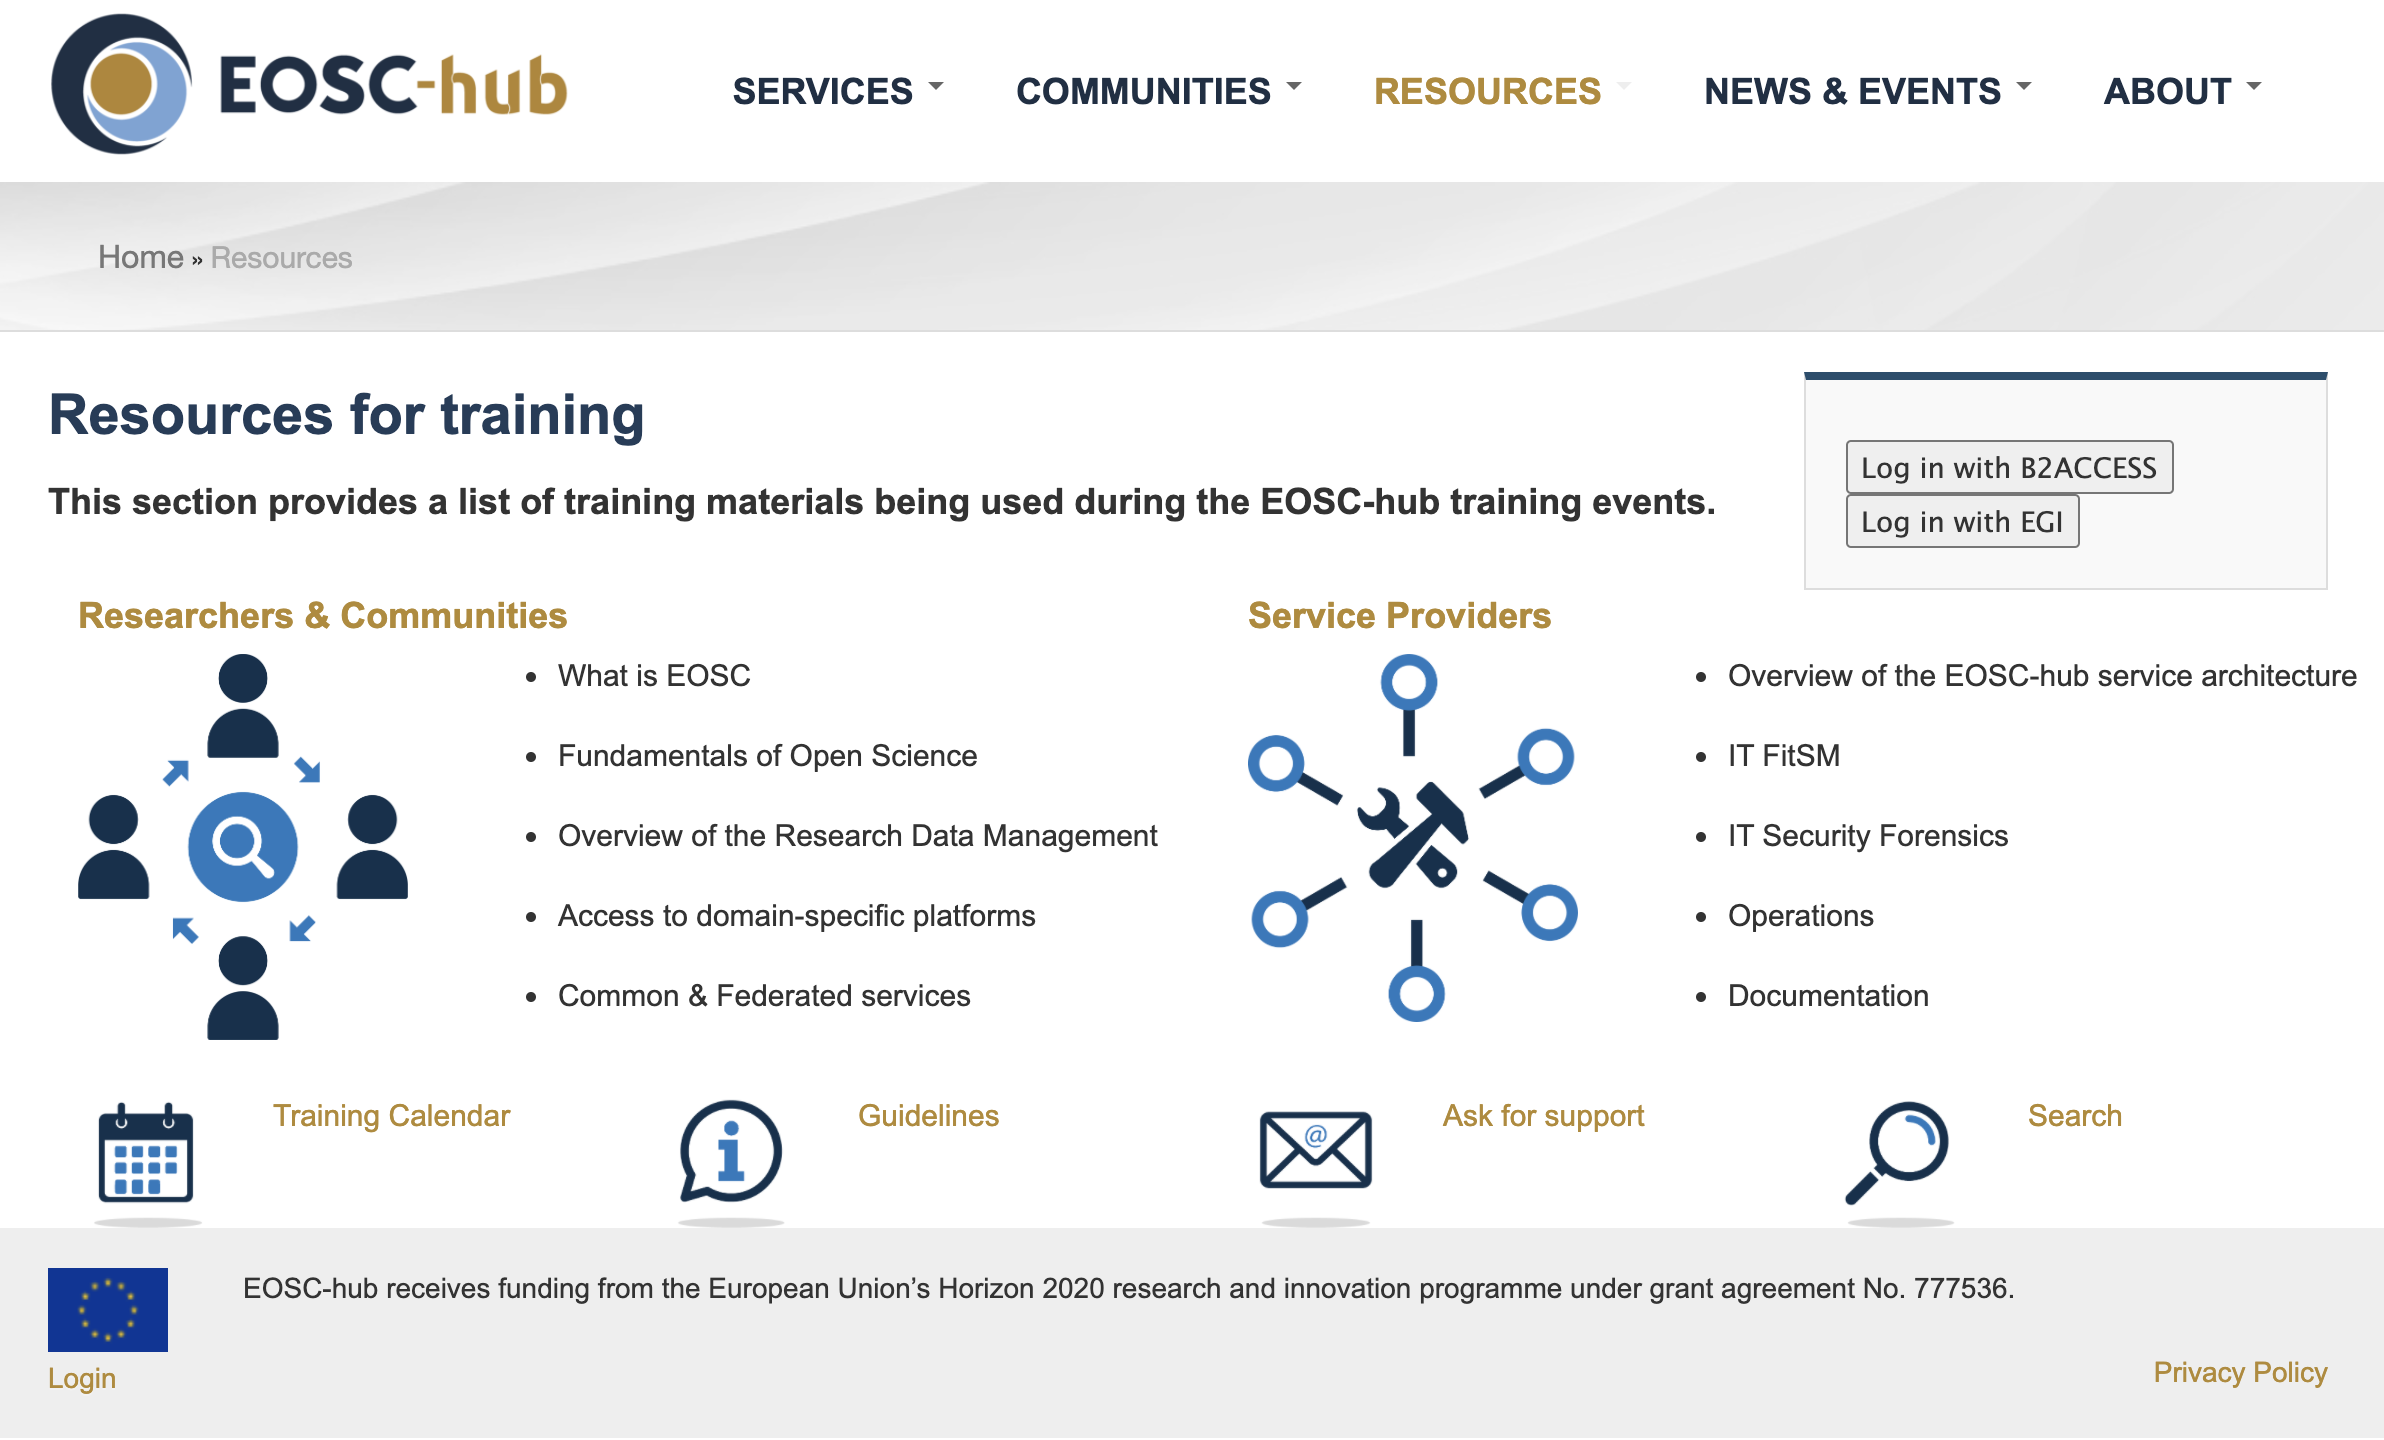 EOSC-hub
SERVICES
COMMUNITIES
RESOURCES
NEWS & EVENTS
ABOUT
Home » Resources
Resources for training
This section provides a list of training materials being used during the EOSC-hub training events.
Log in with B2ACCESS
Log in with EGI
Researchers & Communities
What is EOSC
Fundamentals of Open Science
Overview of the Research Data Management
Access to domain-specific platforms
Common & Federated services
Service Providers
Overview of the EOSC-hub service architecture
IT FitSM
IT Security Forensics
Operations
Documentation
Training Calendar
Guidelines
@
Ask for support
Search
EOSC-hub receives funding from the European Union’s Horizon 2020 research and innovation programme under grant agreement No. 777536.
Login
Privacy Policy